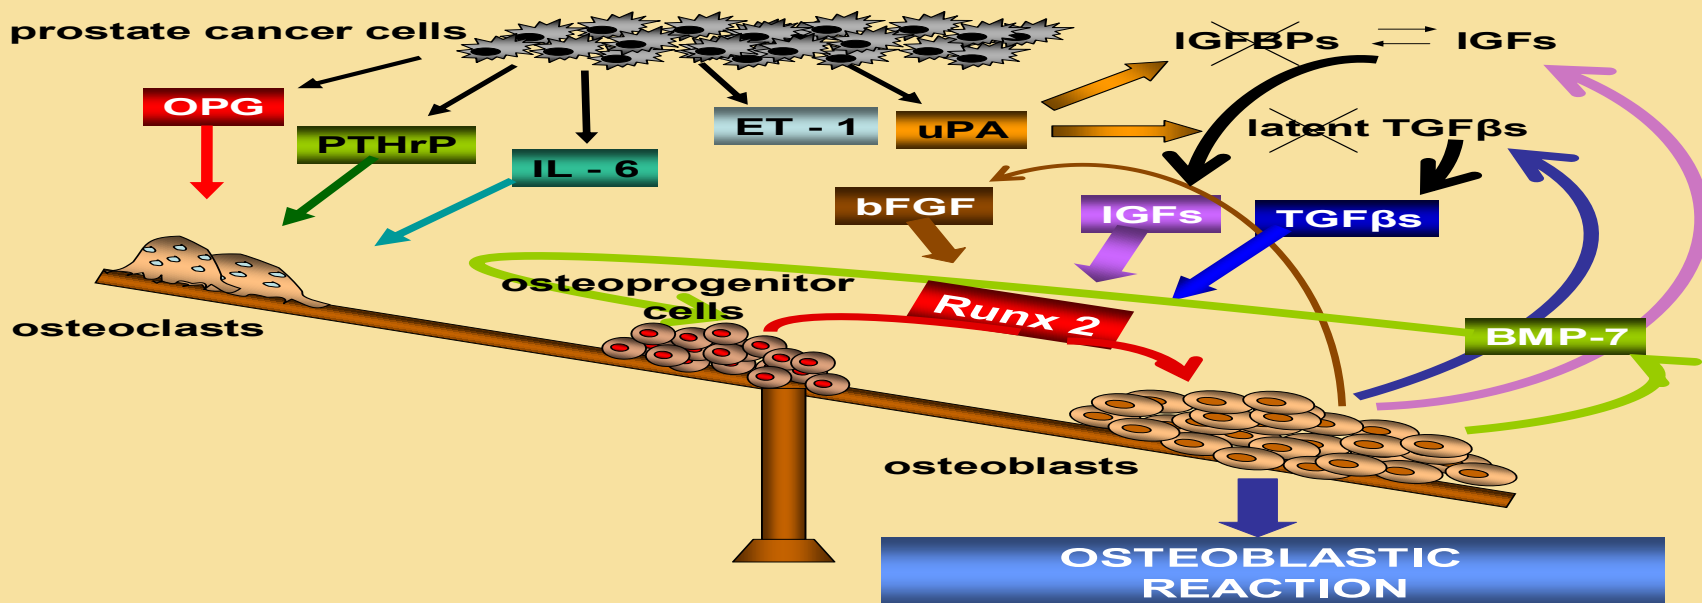 prostate cancer cells
IGFBPs
IGFs
OPG
PTHrP
IL - 6
ET - 1
uPA
latent TGFβs
bFGF
IGFs
TGFβs
osteoprogenitor
cells
Runx 2
osteoclasts
BMP-7
osteoblasts
OSTEOBLASTIC
REACTION